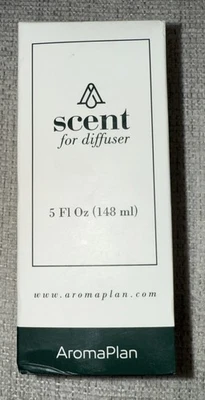 scent
for diffuser
5 Fl Oz (148 ml)
www.aromaplan.com
AromaPlan